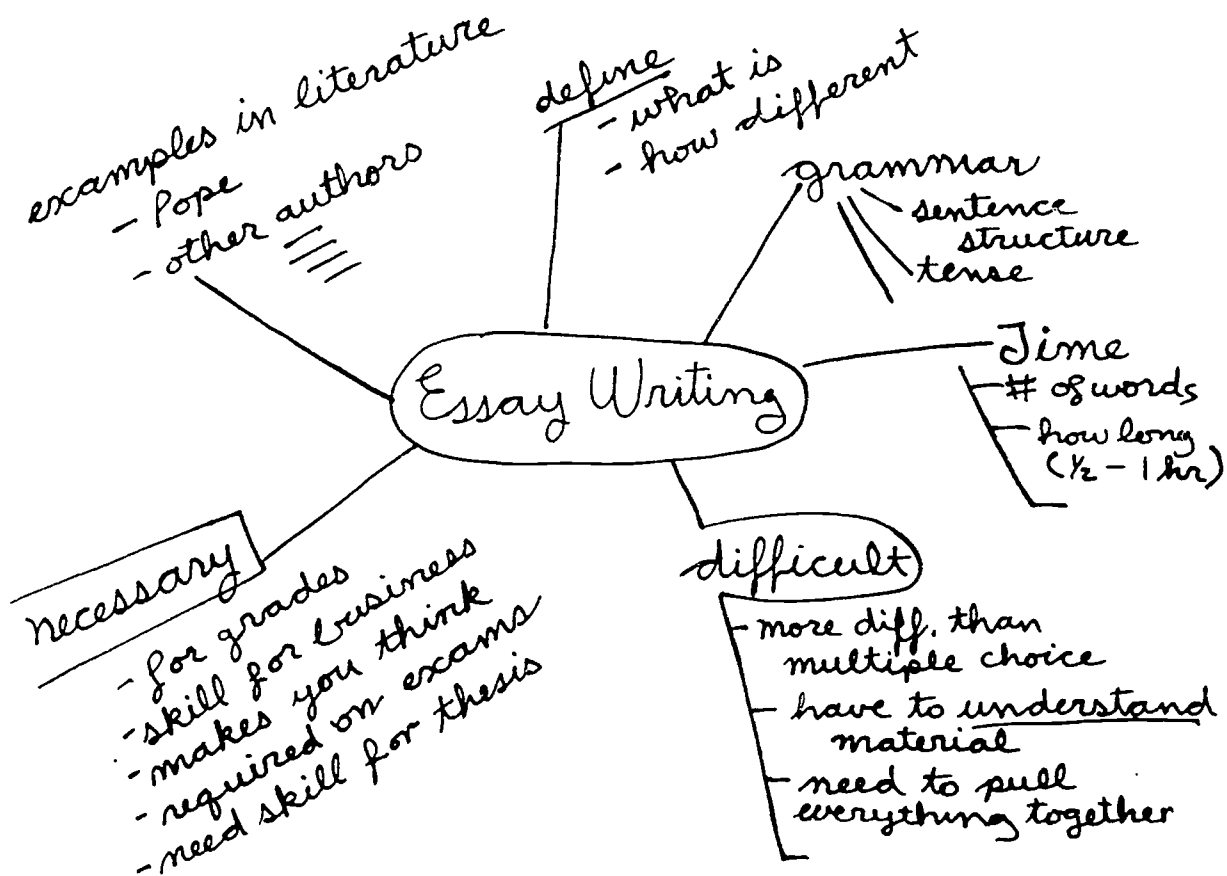 examples in literature
- Pope
- other authors
define
- what is
- how different
grammar
sentence
structure
tense
Time
# of words
how long
(½ - 1 hr)
Essay Writing
necessary
- for grades
- skill for business
- makes you think
- required on exams
- need skill for thesis
difficult
more diff. than
multiple choice
have to understand
material
need to pull
everything together